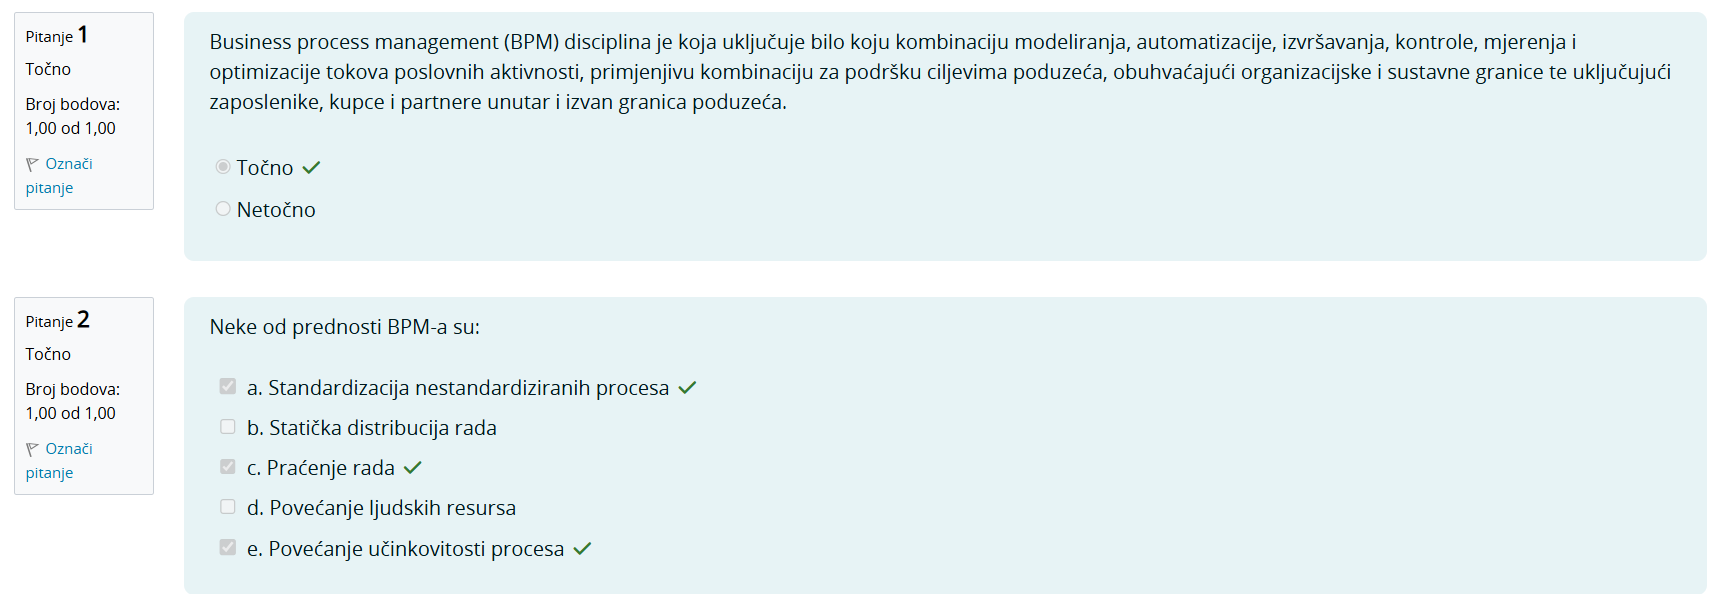 Pitanje 1
Točno
Broj bodova:
1,00 od 1,00
Označi
pitanje
Business process management (BPM) disciplina je koja uključuje bilo koju kombinaciju modeliranja, automatizacije, izvršavanja, kontrole, mjerenja i
optimizacije tokova poslovnih aktivnosti, primjenjivu kombinaciju za podršku ciljevima poduzeća, obuhvaćajući organizacijske i sustavne granice te uključujući
zaposlenike, kupce i partnere unutar i izvan granica poduzeća.
Točno
Netočno
Pitanje 2
Točno
Broj bodova:
1,00 od 1,00
Označi
pitanje
Neke od prednosti BPM-a su:
a. Standardizacija nestandardiziranih procesa
b. Statička distribucija rada
c. Praćenje rada
d. Povećanje ljudskih resursa
e. Povećanje učinkovitosti procesa